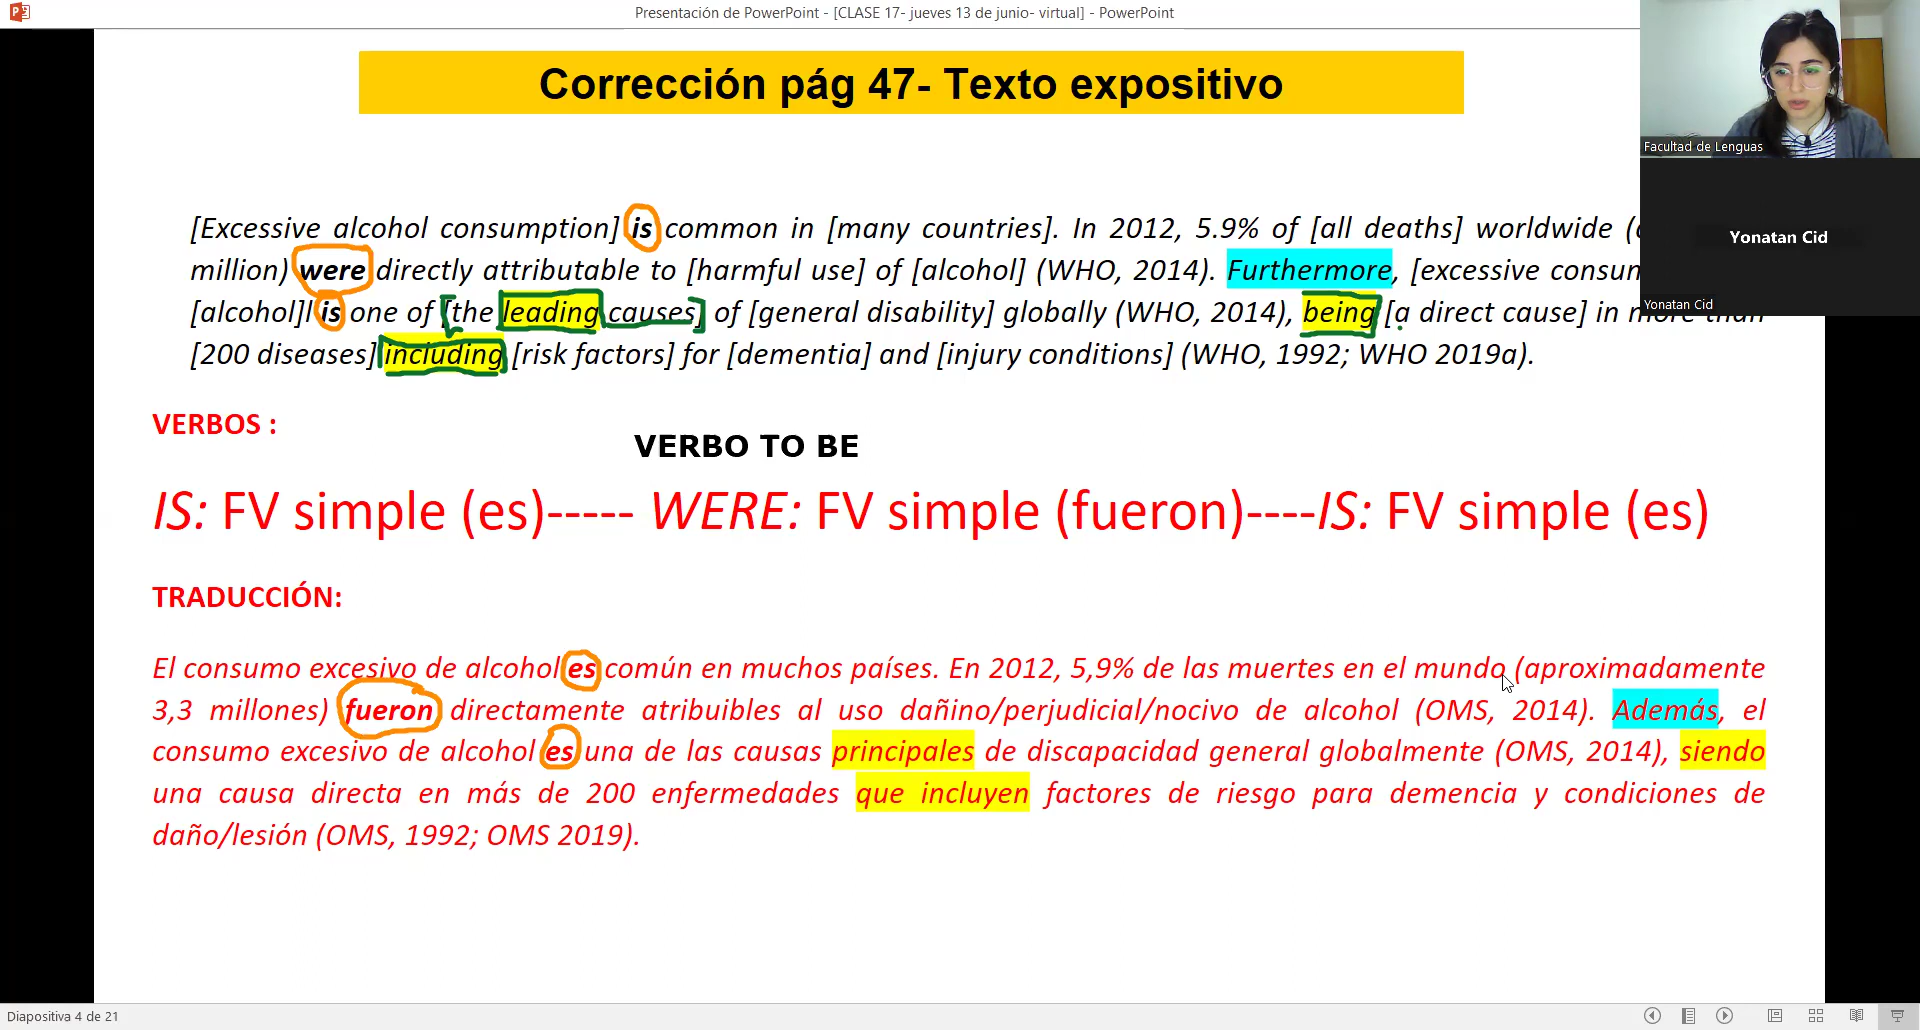 Presentación de PowerPoint - [CLASE 17- jueves 13 de junio- virtual] - PowerPoint
Corrección pág 47- Texto expositivo
Facultad de Lenguas
Yonatan Cid
Yonatan Cid
[Excessive alcohol consumption] is common in [many countries]. In 2012, 5.9% of [all deaths] worldwide (
million) were directly attributable to [harmful use] of [alcohol] (WHO, 2014). Furthermore, [excessive consum
[alcohol]l is one of [the leading causes] of [general disability] globally (WHO, 2014), being [a direct cause] in more than
[200 diseases] including [risk factors] for [dementia] and [injury conditions] (WHO, 1992; WHO 2019a).
VERBOS :
VERBO TO BE
IS: FV simple (es)----- WERE: FV simple (fueron)----IS: FV simple (es)
TRADUCCIÓN:
El consumo excesivo de alcohol es común en muchos países. En 2012, 5,9% de las muertes en el mundo (aproximadamente
3,3 millones) fueron directamente atribuibles al uso dañino/perjudicial/nocivo de alcohol (OMS, 2014). Además, el
consumo excesivo de alcohol es una de las causas principales de discapacidad general globalmente (OMS, 2014), siendo
una causa directa en más de 200 enfermedades que incluyen factores de riesgo para demencia y condiciones de
daño/lesión (OMS, 1992; OMS 2019).
Diapositiva 4 de 21